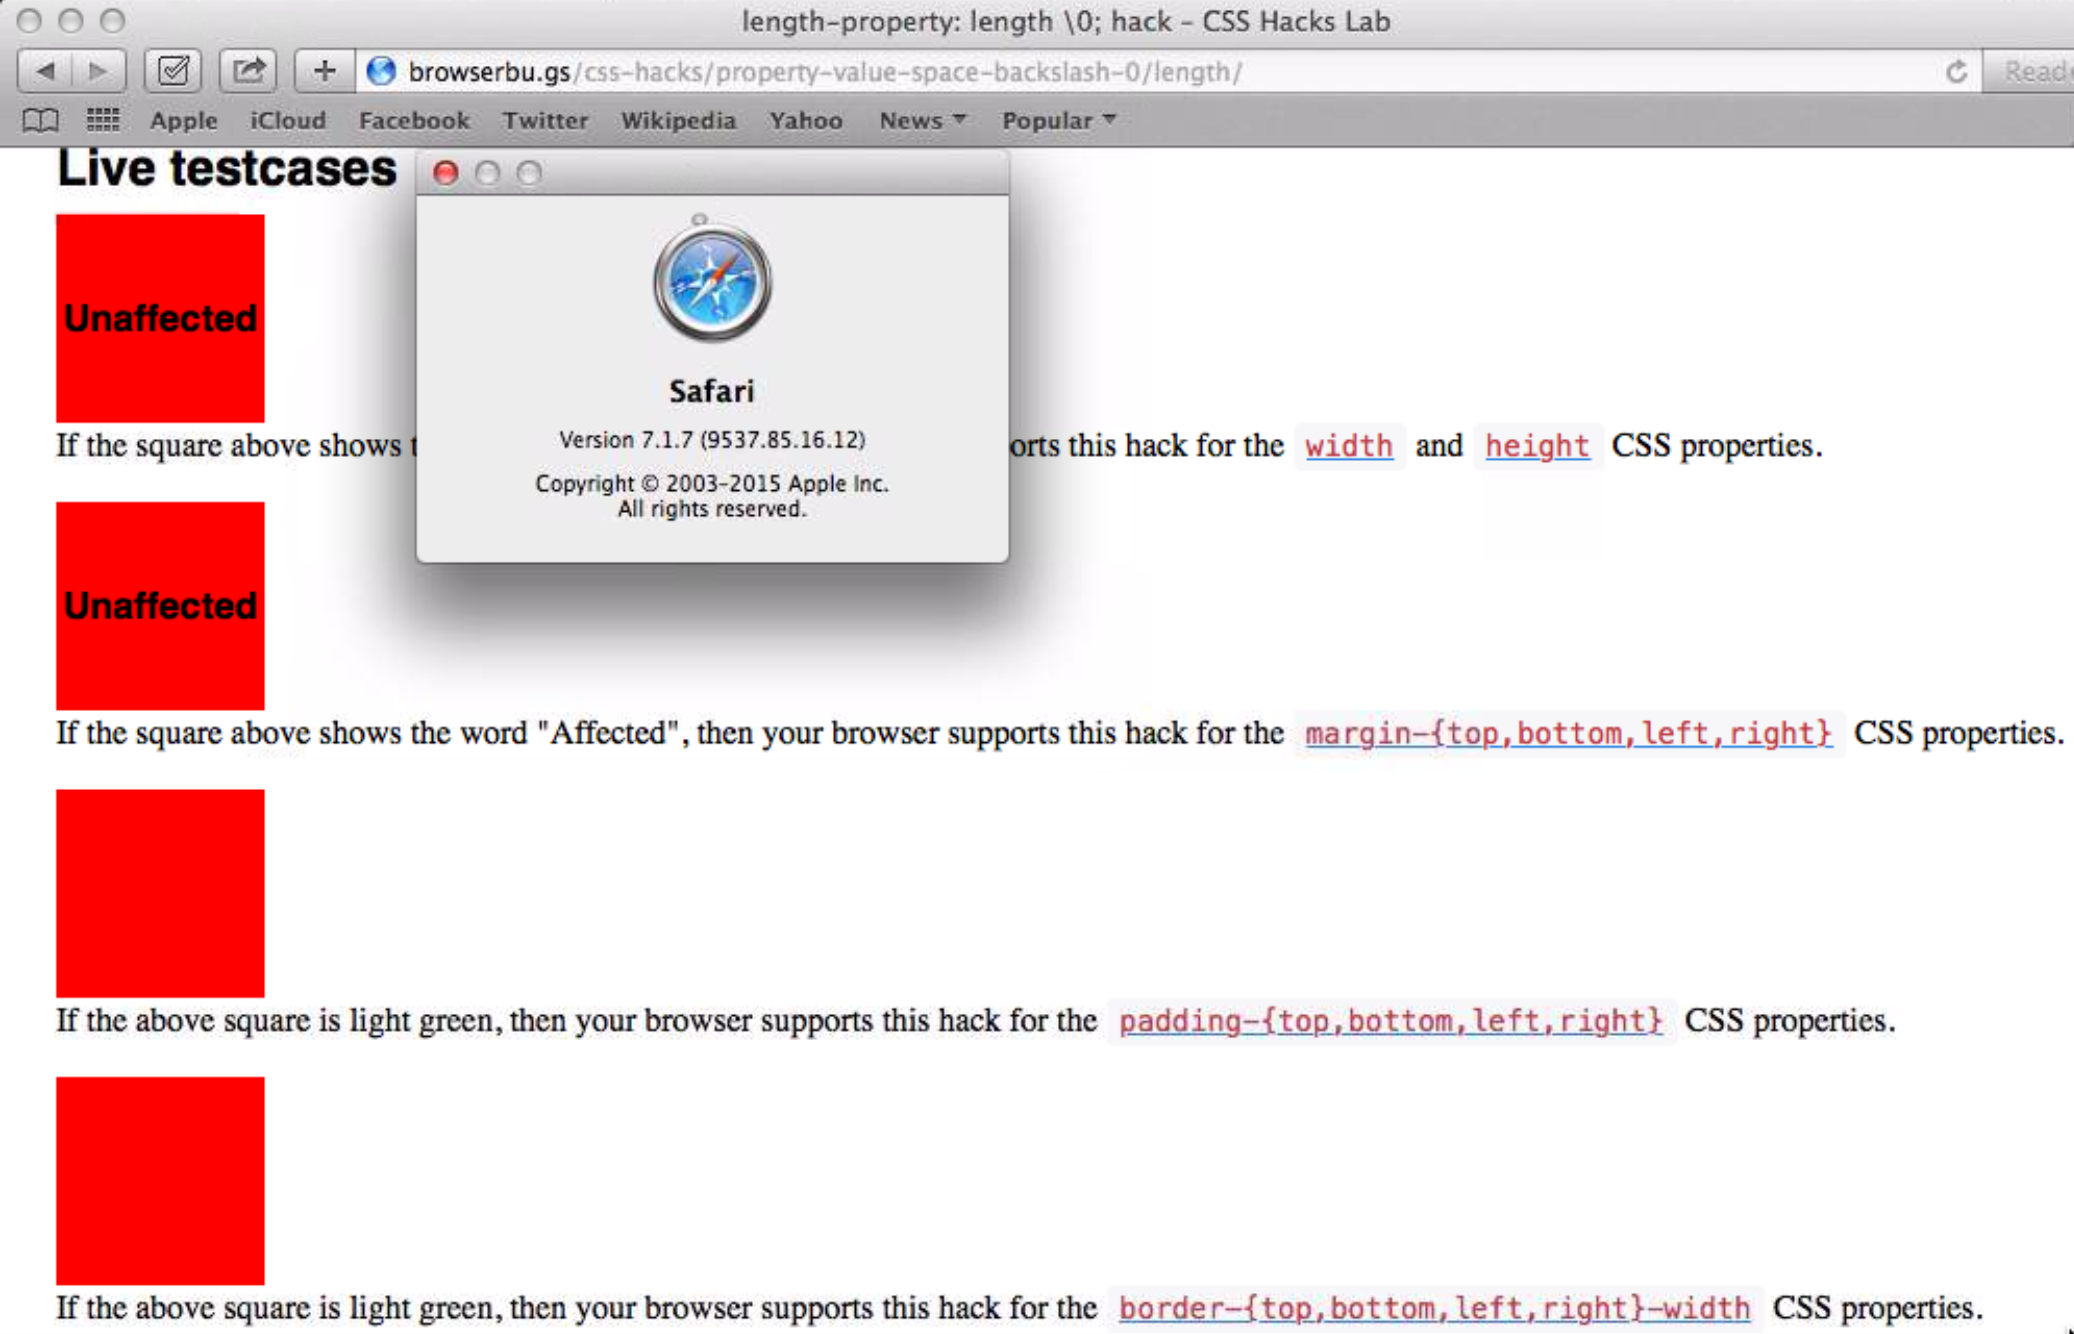 length-property: length \0; hack - CSS Hacks Lab
browserbu.gs/css-hacks/property-value-space-backslash-0/length/
Apple iCloud Facebook Twitter Wikipedia Yahoo News Popular
Live testcases
Unaffected
Safari
Version 7.1.7 (9537.85.16.12)
Copyright © 2003-2015 Apple Inc.
All rights reserved.
If the square above shows
this hack for the width and height CSS properties.
Unaffected
If the square above shows the word "Affected", then your browser supports this hack for the margin-{top,bottom,left,right} CSS properties.
If the above square is light green, then your browser supports this hack for the padding-{top,bottom,left,right} CSS properties.
If the above square is light green, then your browser supports this hack for the border-{top,bottom,left,right}-width CSS properties.